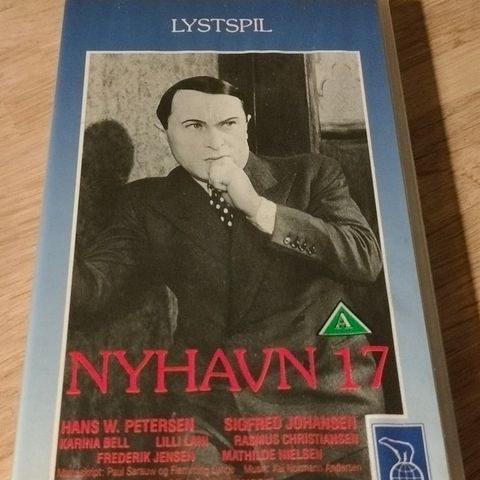 LYSTSPIL
A
NYHAVN 17
HANS W. PETERSEN SIGFRED JOHANSEN
KARINA BELL LILLI LANI RASMUS CHRISTIANSEN
FREDERIK JENSEN MATHILDE NIELSEN
Manuskript: Paul Sarauw og Flemming Lynge Musik: Kai Normann Andersen